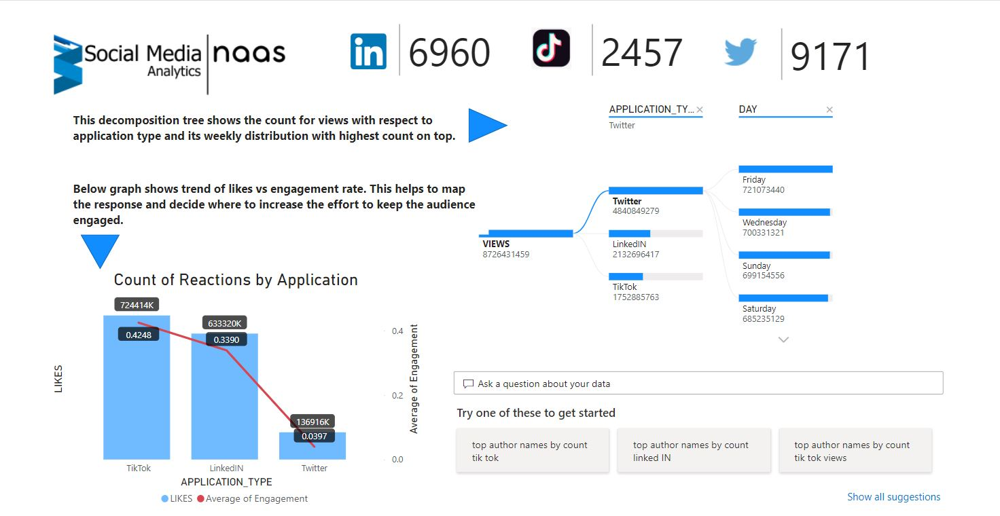 Social Media
Analytics
naas
in
6960
2457
9171
This decomposition tree shows the count for views with respect to
application type and its weekly distribution with highest count on top.
APPLICATION_TY...
Twitter
DAY
Below graph shows trend of likes vs engagement rate. This helps to map
the response and decide where to increase the effort to keep the audience
engaged.
VIEWS
8726431459
Twitter
4840849279
LinkedIN
2132696417
TikTok
1752885763
Friday
721073440
Wednesday
700331321
Sunday
699154556
Saturday
685235129
Count of Reactions by Application
724414K
0.4248
633320K
0.3390
136916K
0.0397
LIKES
0.4
0.2
0.0
Average of Engagement
TikTok
LinkedIN
Twitter
APPLICATION_TYPE
LIKES
Average of Engagement
Ask a question about your data
Try one of these to get started
top author names by count
tik tok
top author names by count
linked IN
top author names by count
tik tok views
Show all suggestions